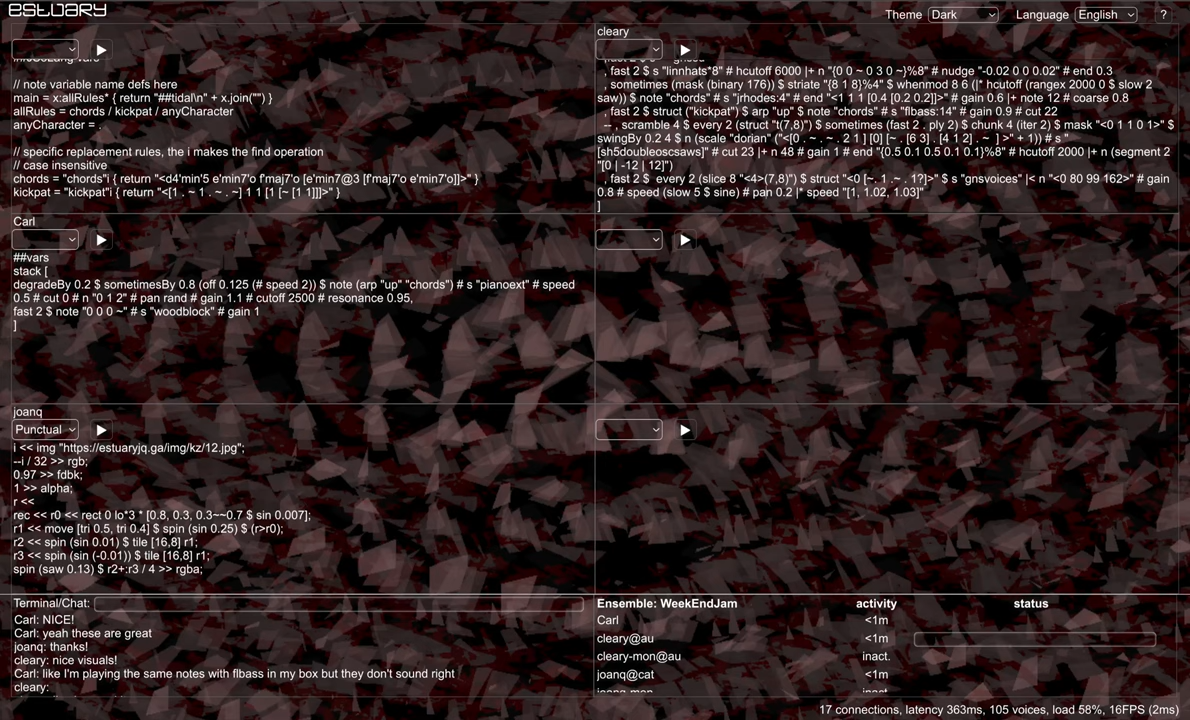 estuary
Theme Dark Language English ?
##JSoLang vars
// note variable name defs here
main = x:allRules* { return "##tidal\n" + x.join("") }
allRules = chords / kickpat / anyCharacter
anyCharacter = .
// specific replacement rules, the i makes the find operation
// case insensitive
chords = "chords"i { return "<d4'min'5 e'min7'o f'maj7'o [e'min7@3 [f'maj7'o e'min7'o]]>" }
kickpat = "kickpat"i { return "<[1 . ~ 1 . ~ . ~] 1 1 [1 [~ [1 1]]]>" }
cleary
, fast 2 $ s "linnhats*8" # hcutoff 6000 |+ n "{0 0 ~ 0 3 0 ~}%8" # nudge "-0.02 0 0 0.02" # end 0.3
, sometimes (mask (binary 176)) $ striate "{8 1 8}%4" $ whenmod 8 6 (|* hcutoff (rangex 2000 0 $ slow 2
saw)) $ note "chords" # s "jrhodes:4" # end "<1 1 1 [0.4 [0.2 0.2]]>" # gain 0.6 |+ note 12 # coarse 0.8
, fast 2 $ struct ("kickpat") $ arp "up" $ note "chords" # s "flbass:14" # gain 0.9 # cut 22
-- , scramble 4 $ every 2 (struct "t(7,8)") $ sometimes (fast 2 . ply 2) $ chunk 4 (iter 2) $ mask "<0 1 1 0 1>" $
swingBy 0.2 4 $ n (scale "dorian" ("<[0 . ~ . ~ . 2 1 ] [0] [~ . [6 3] . [4 1 2] . ~ ] > - + 1)) # s "
[sh5doubleoscsaws]" # cut 23 |+ n 48 # gain 1 # end "{0.5 0.1 0.5 0.1 0.1}%8" # hcutoff 2000 |+ n (segment 2
"[0 | -12 | 12]")
, fast 2 $ every 2 (slice 8 "<4>(7,8)") $ struct "<0 [~. 1 .~ . 1?]>" $ s "gnsvoices" |< n "<0 80 99 162>" # gain
0.8 # speed (slow 5 $ sine) # pan 0.2 |* speed "[1, 1.02, 1.03]"
]
Carl
##vars
stack [
degradeBy 0.2 $ sometimesBy 0.8 (off 0.125 (# speed 2)) $ note (arp "up" "chords") # s "pianoext" # speed
0.5 # cut 0 # n "0 1 2" # pan rand # gain 1.1 # cutoff 2500 # resonance 0.95,
fast 2 $ note "0 0 0 ~" # s "woodblock" # gain 1
]
joanq
Punctual
i << img "https://estuaryjq.ga/img/kz/12.jpg";
--i / 32 >> rgb;
0.97 >> fdbk;
1 >> alpha;
r <<
rec << r0 << rect 0 lo*3 * [0.8, 0.3, 0.3~~0.7 $ sin 0.007];
r1 << move [tri 0.5, tri 0.4] $ spin (sin 0.25) $ (r>r0);
r2 << spin (sin 0.01) $ tile [16,8] r1;
r3 << spin (sin (-0.01)) $ tile [16,8] r1;
spin (saw 0.13) $ r2+:r3 / 4 >> rgba;
Terminal/Chat:
Carl: NICE!
Carl: yeah these are great
joanq: thanks!
cleary: nice visuals!
Carl: like I'm playing the same notes with flbass in my box but they don't sound right
cleary:
Ensemble: WeekEndJam activity status
Carl <1m
cleary@au <1m
cleary-mon@au inact.
joanq@cat <1m
joanq-mon inact.
17 connections, latency 363ms, 105 voices, load 58%, 16FPS (2ms)